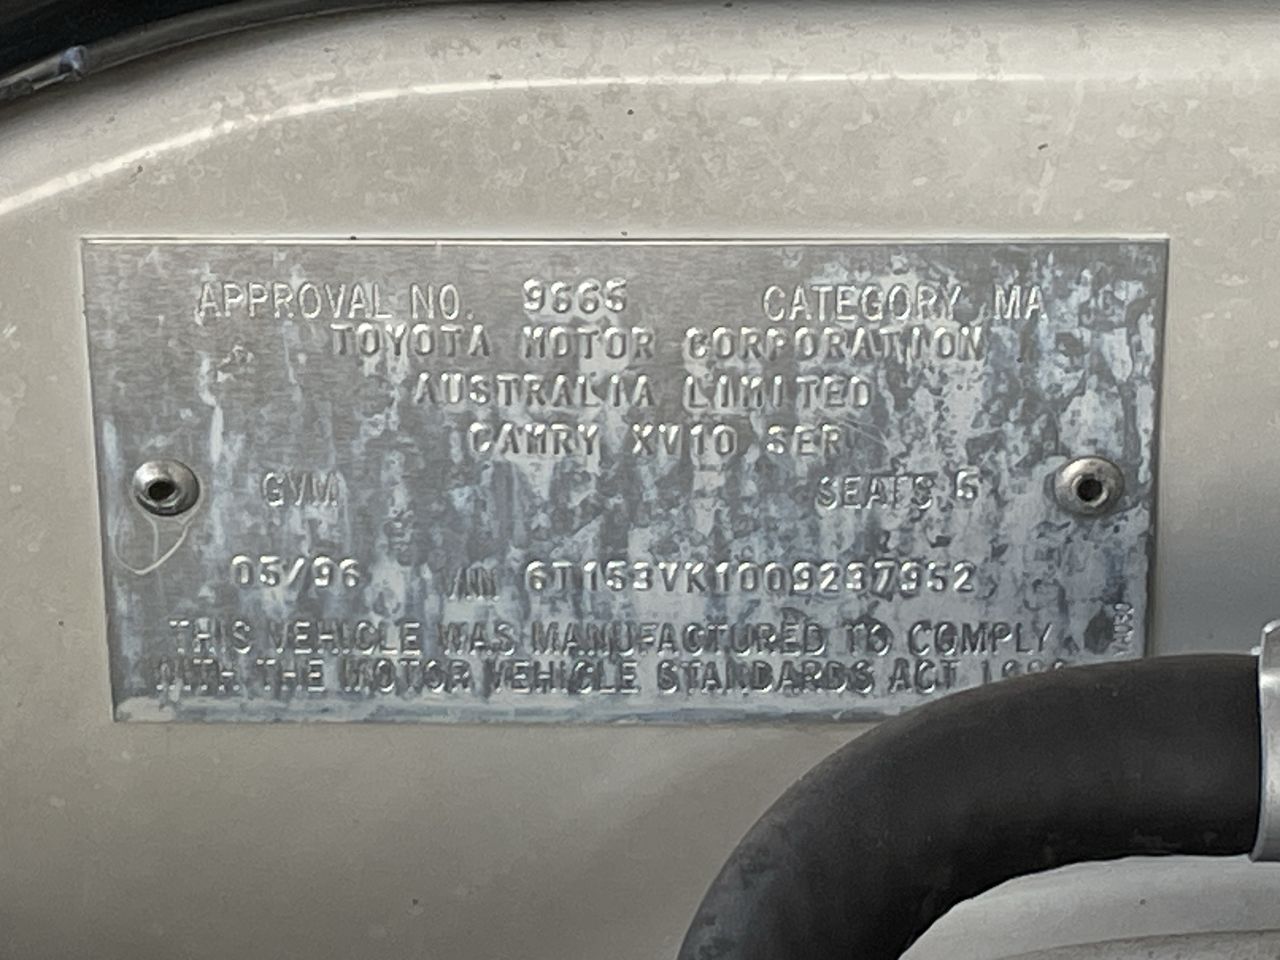 APPROVAL NO. 9665 CATEGORY MA
TOYOTA MOTOR CORPORATION
AUSTRALIA LIMITED
CAMRY XV10 SER
GVM SEATS 5
05/96 VIN 6T153VK1009237952
THIS VEHICLE WAS MANUFACTURED TO COMPLY
WITH THE MOTOR VEHICLE STANDARDS ACT